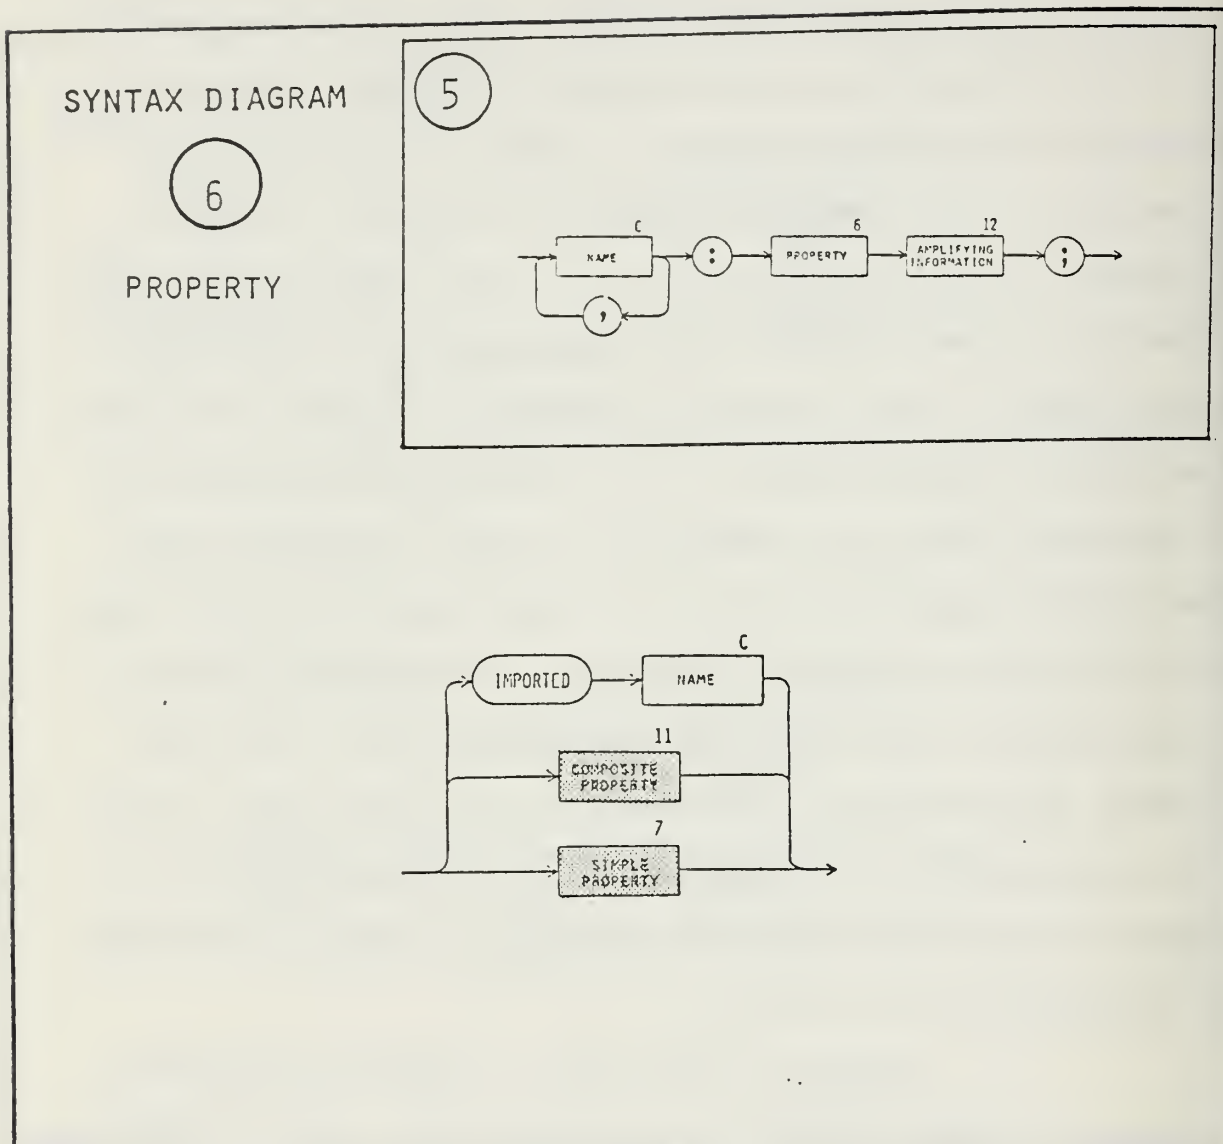 SYNTAX DIAGRAM
6
PROPERTY
5
C
6
12
NAME
:
PROPERTY
AMPLIFYING
INFORMATION
;
,
C
IMPORTED
NAME
11
COMPOSITE
PROPERTY
7
SIMPLE
PROPERTY